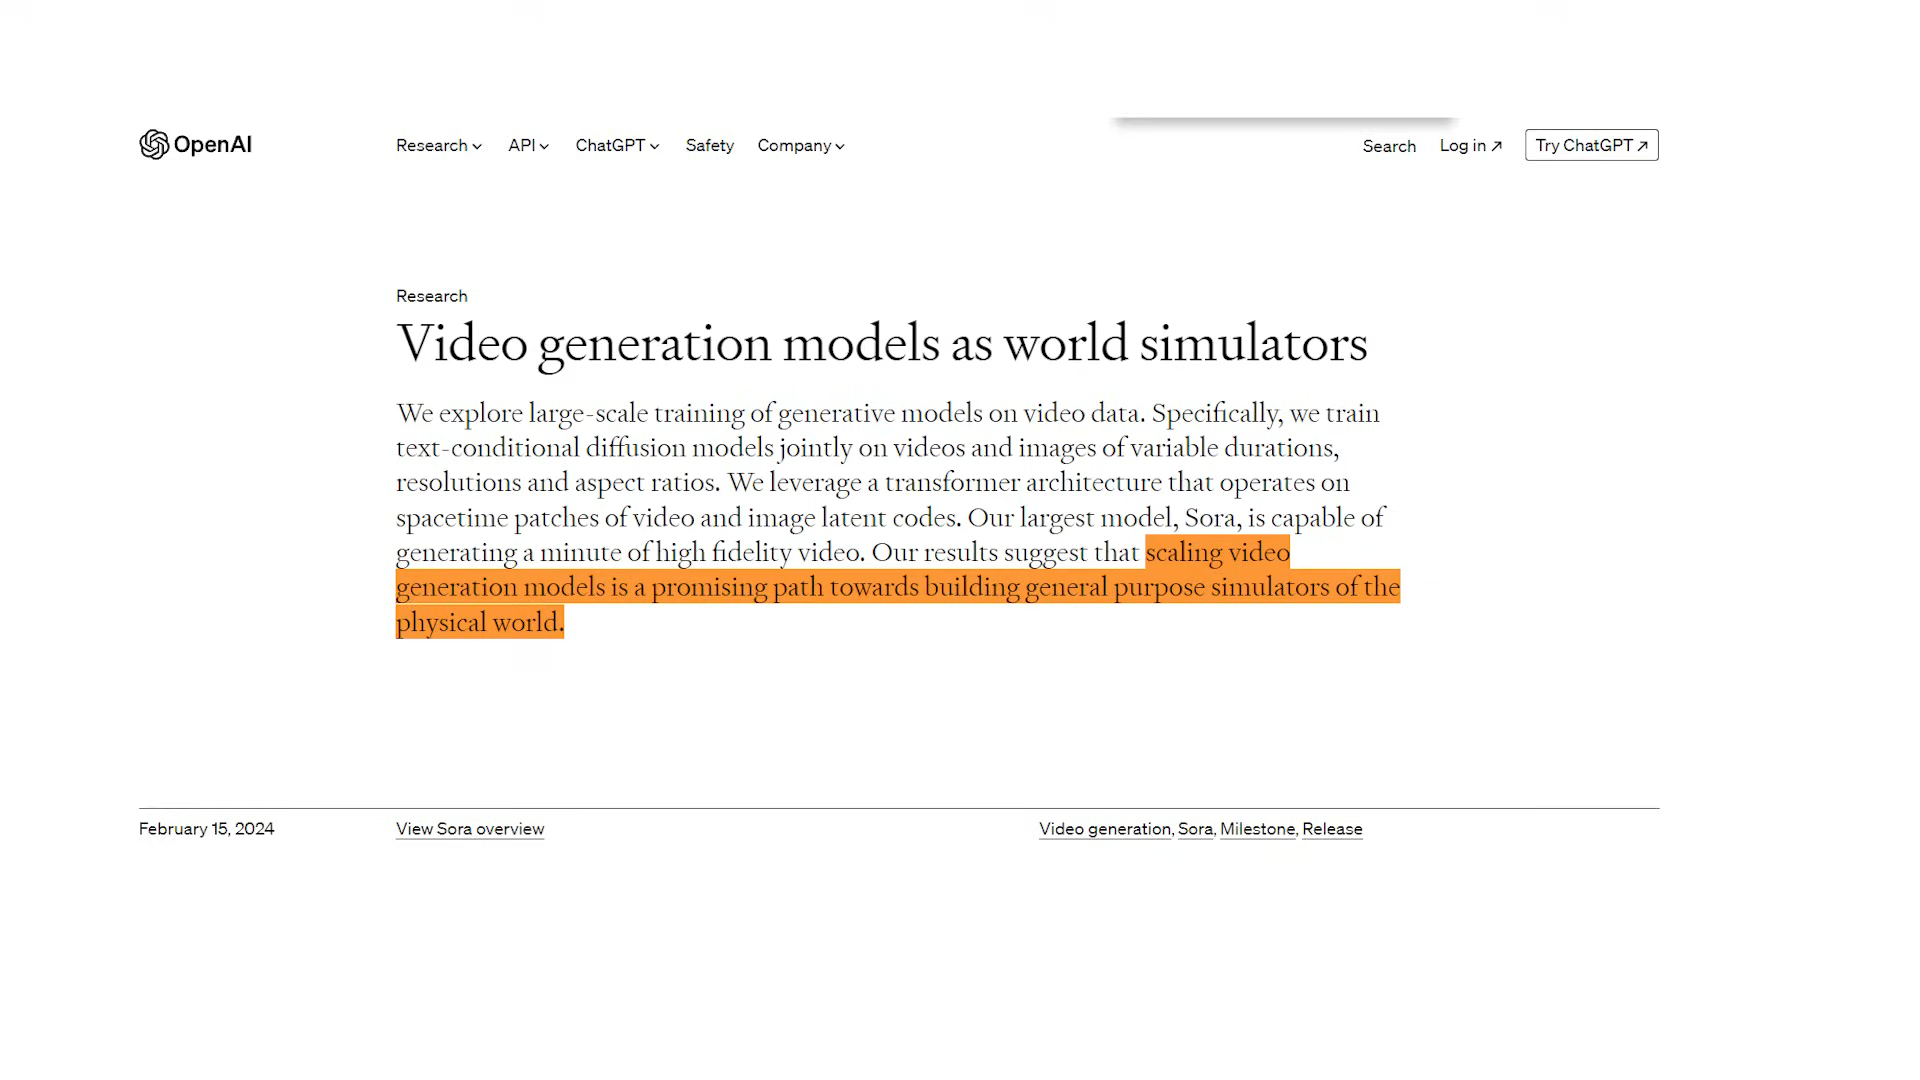 OpenAI
Research
API
ChatGPT
Safety
Company
Search
Log in ↗
Try ChatGPT ↗
Research
Video generation models as world simulators
We explore large-scale training of generative models on video data. Specifically, we train
text-conditional diffusion models jointly on videos and images of variable durations,
resolutions and aspect ratios. We leverage a transformer architecture that operates on
spacetime patches of video and image latent codes. Our largest model, Sora, is capable of
generating a minute of high fidelity video. Our results suggest that scaling video
generation models is a promising path towards building general purpose simulators of the
physical world.
February 15, 2024
View Sora overview
Video generation, Sora, Milestone, Release